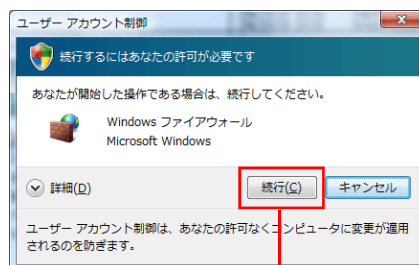 ユーザー アカウント制御
続行するにはあなたの許可が必要です
あなたが開始した操作である場合は、続行してください。
Windows ファイアウォール
Microsoft Windows
詳細(D)
続行(C)
キャンセル
ユーザー アカウント制御は、あなたの許可なくコンピュータに変更が適用
されるのを防ぎます。